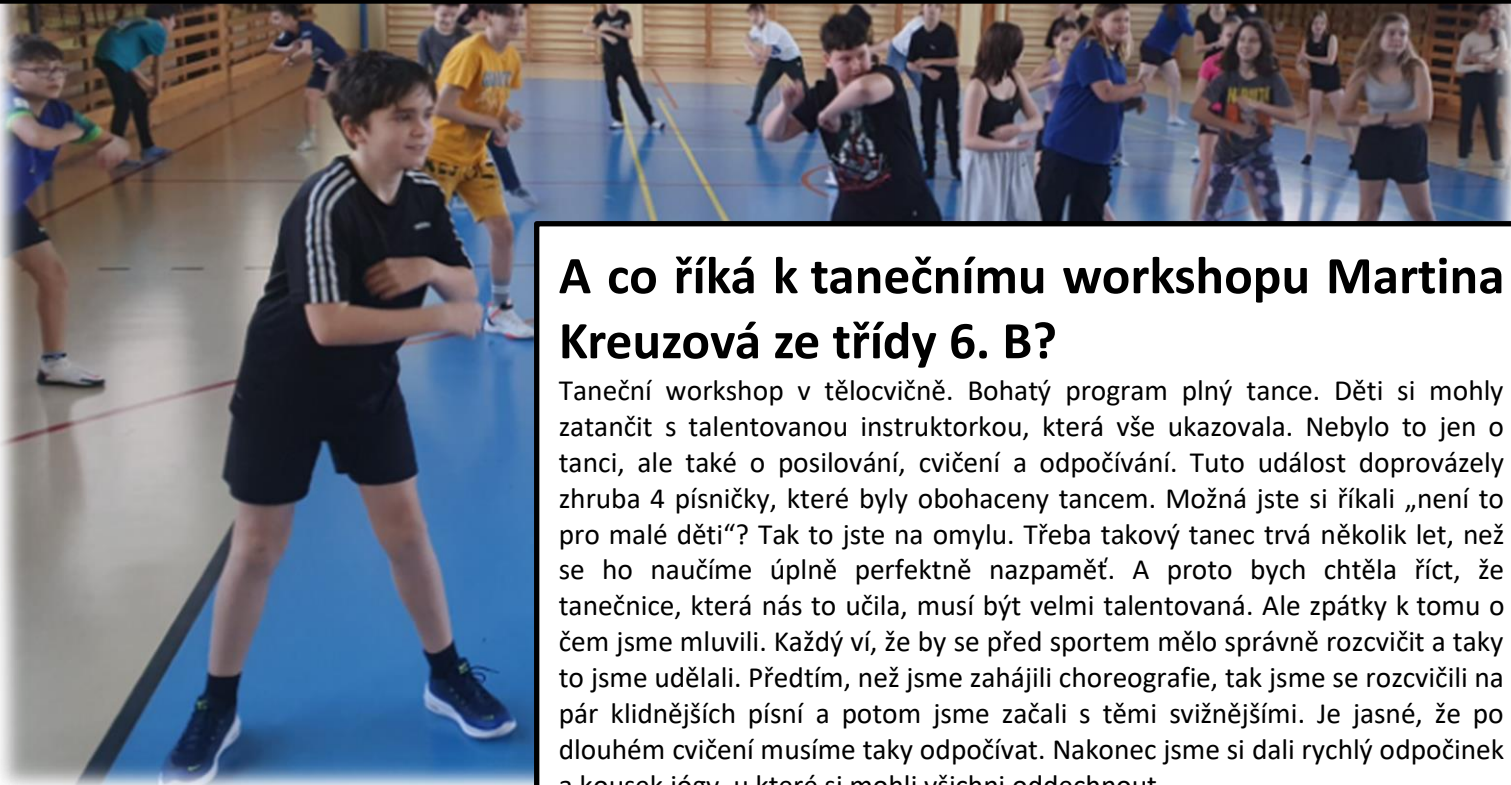 A co říká k tanečnímu workshopu Martina
Kreuzová ze třídy 6. B?
Taneční workshop v tělocvičně. Bohatý program plný tance. Děti si mohly
zatančit s talentovanou instruktorkou, která vše ukazovala. Nebylo to jen o
tanci, ale také o posilování, cvičení a odpočívání. Tuto událost doprovázely
zhruba 4 písničky, které byly obohaceny tancem. Možná jste si říkali „není to
pro malé děti“? Tak to jste na omylu. Třeba takový tanec trvá několik let, než
se ho naučíme úplně perfektně nazpaměť. A proto bych chtěla říct, že
tanečnice, která nás to učila, musí být velmi talentovaná. Ale zpátky k tomu o
čem jsme mluvili. Každý ví, že by se před sportem mělo správně rozcvičit a taky
to jsme udělali. Předtím, než jsme zahájili choreografie, tak jsme se rozcvičili na
pár klidnějších písní a potom jsme začali s těmi svižnějšími. Je jasné, že po
dlouhém cvičení musíme taky odpočívat. Nakonec jsme si dali rychlý odpočinek
a kousek jógy, u které si mohli všichni oddechnout.